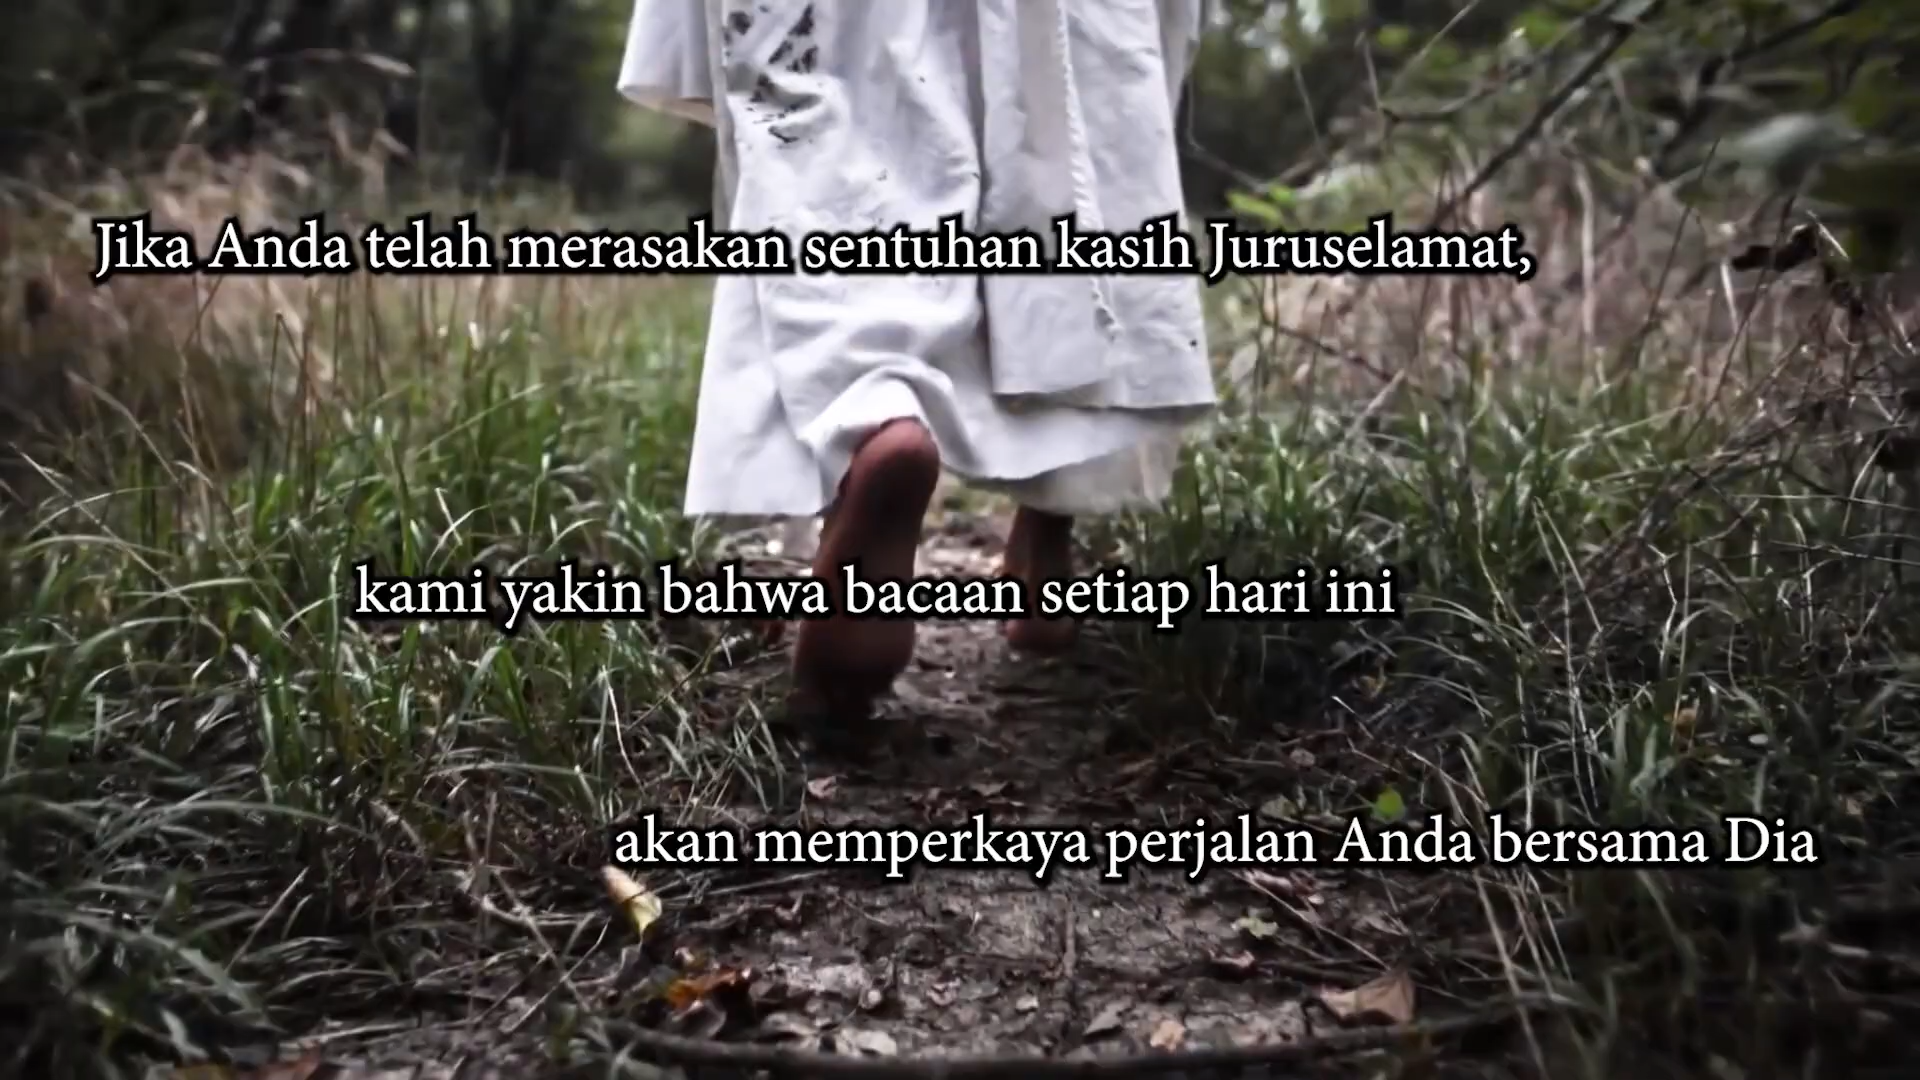 Jika Anda telah merasakan sentuhan kasih Juruselamat,
kami yakin bahwa bacaan setiap hari ini
akan memperkaya perjalan Anda bersama Dia